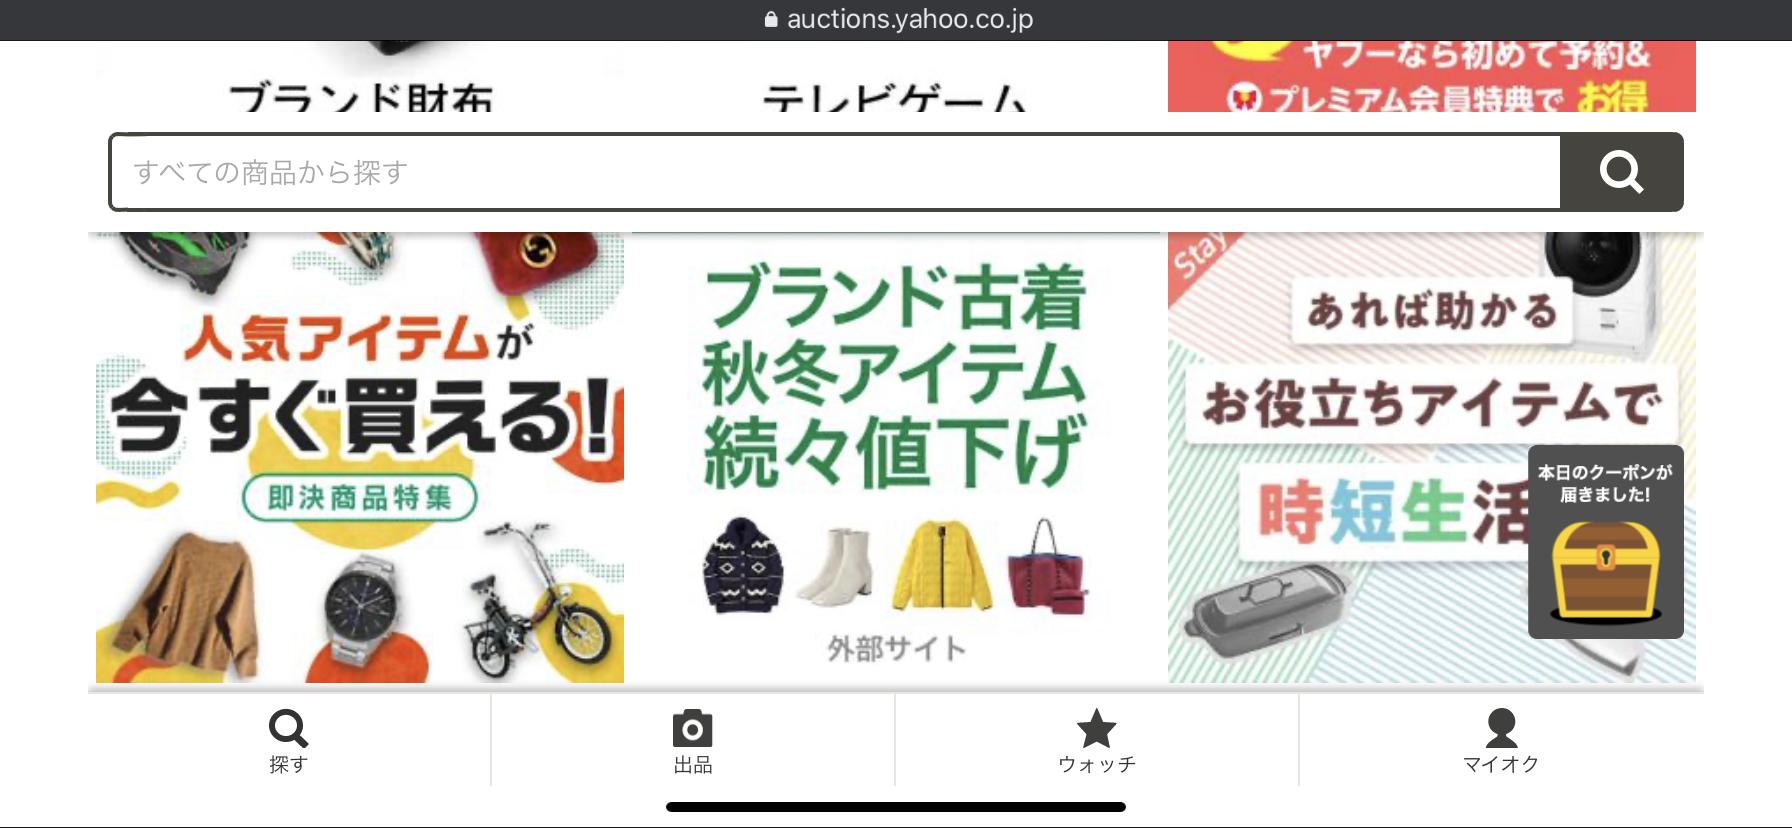 auctions.yahoo.co.jp
ブランド財布
テレビゲーム
ヤフーなら初めて予約&
プレミアム会員特典で お得
すべての商品から探す
人気アイテムが
今すぐ買える!
即決商品特集
ブランド古着
秋冬アイテム
続々値下げ
外部サイト
Stay
あれば助かる
お役立ちアイテムで
時短生活
本日のクーポンが
届きました!
探す
出品
ウォッチ
マイオク